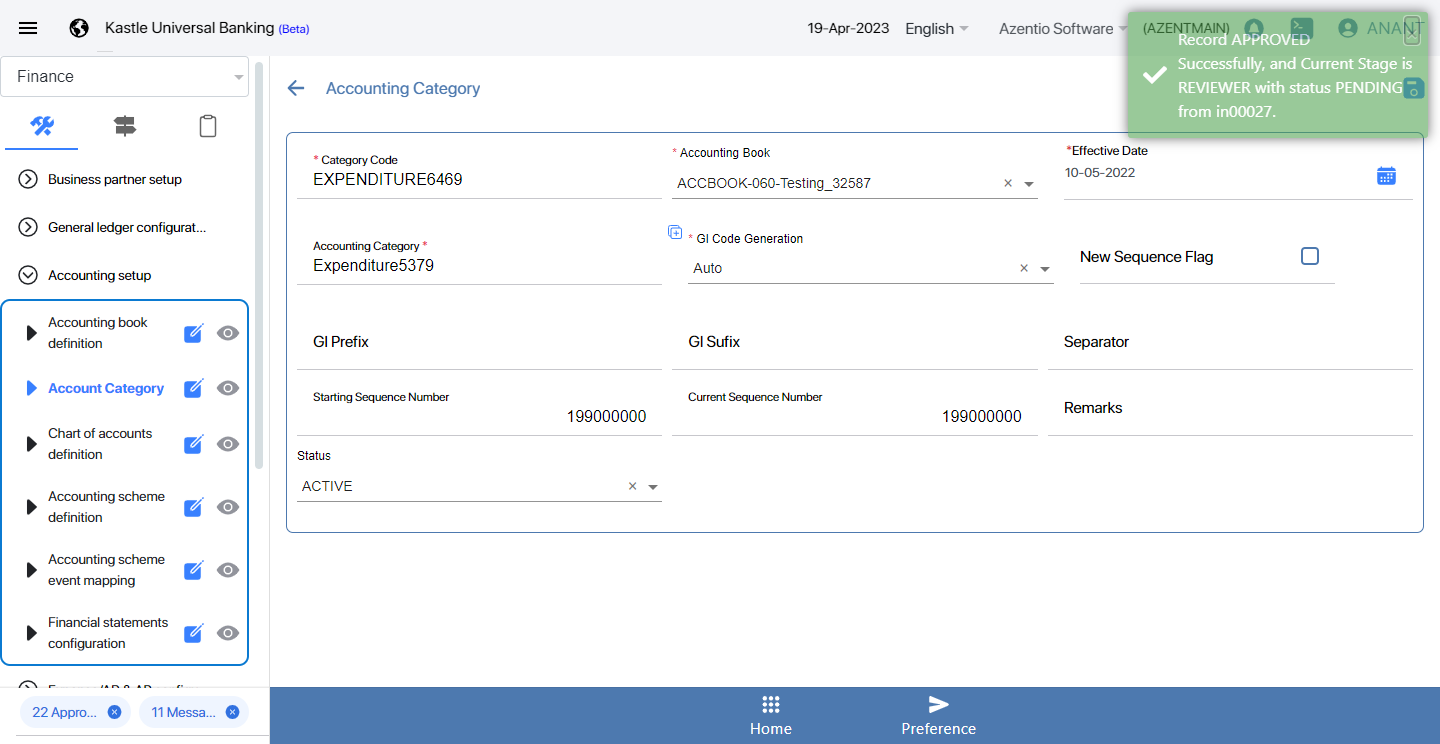 Kastle Universal Banking (Beta)
19-Apr-2023
English
Azentio Software
(AZENTMAIN)
ANANT
Record APPROVED
Successfully, and Current Stage is
REVIEWER with status PENDING
from in00027.
Finance
Business partner setup
General ledger configurat...
Accounting setup
Accounting book
definition
Account Category
Chart of accounts
definition
Accounting scheme
definition
Accounting scheme
event mapping
Financial statements
configuration
22 Appro...
11 Messa...
Accounting Category
* Category Code
EXPENDITURE6469
* Accounting Book
ACCBOOK-060-Testing_32587
*Effective Date
10-05-2022
Accounting Category *
Expenditure5379
* GI Code Generation
Auto
New Sequence Flag
GI Prefix
GI Sufix
Separator
Starting Sequence Number
199000000
Current Sequence Number
199000000
Remarks
Status
ACTIVE
Home
Preference